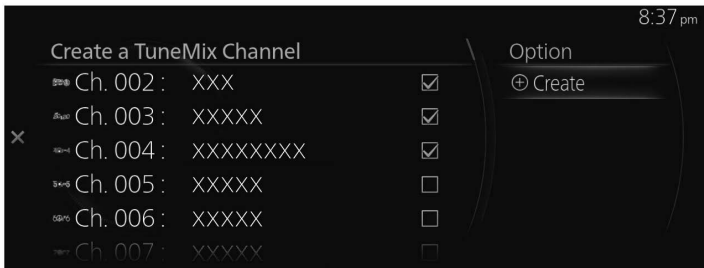 8:37 pm
Create a TuneMix Channel
Ch. 002 : XXX
Ch. 003 : XXXXX
Ch. 004 : XXXXXXXX
Ch. 005 : XXXXX
Ch. 006 : XXXXX
Ch. 007 : XXXXX
Option
Create